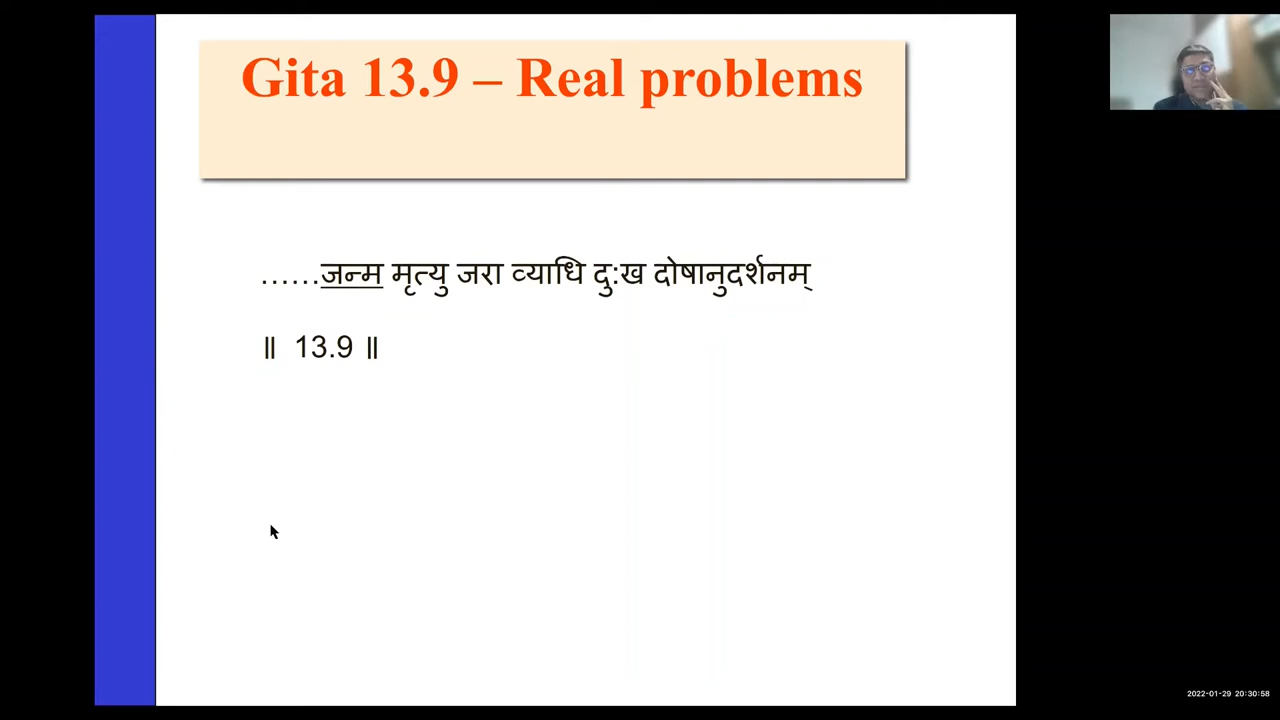 Gita 13.9 – Real problems
……जन्म मृत्यु जरा व्याधि दु:ख दोषानुदर्शनम्
॥ 13.9 ॥
2022-01-29 20:30:58